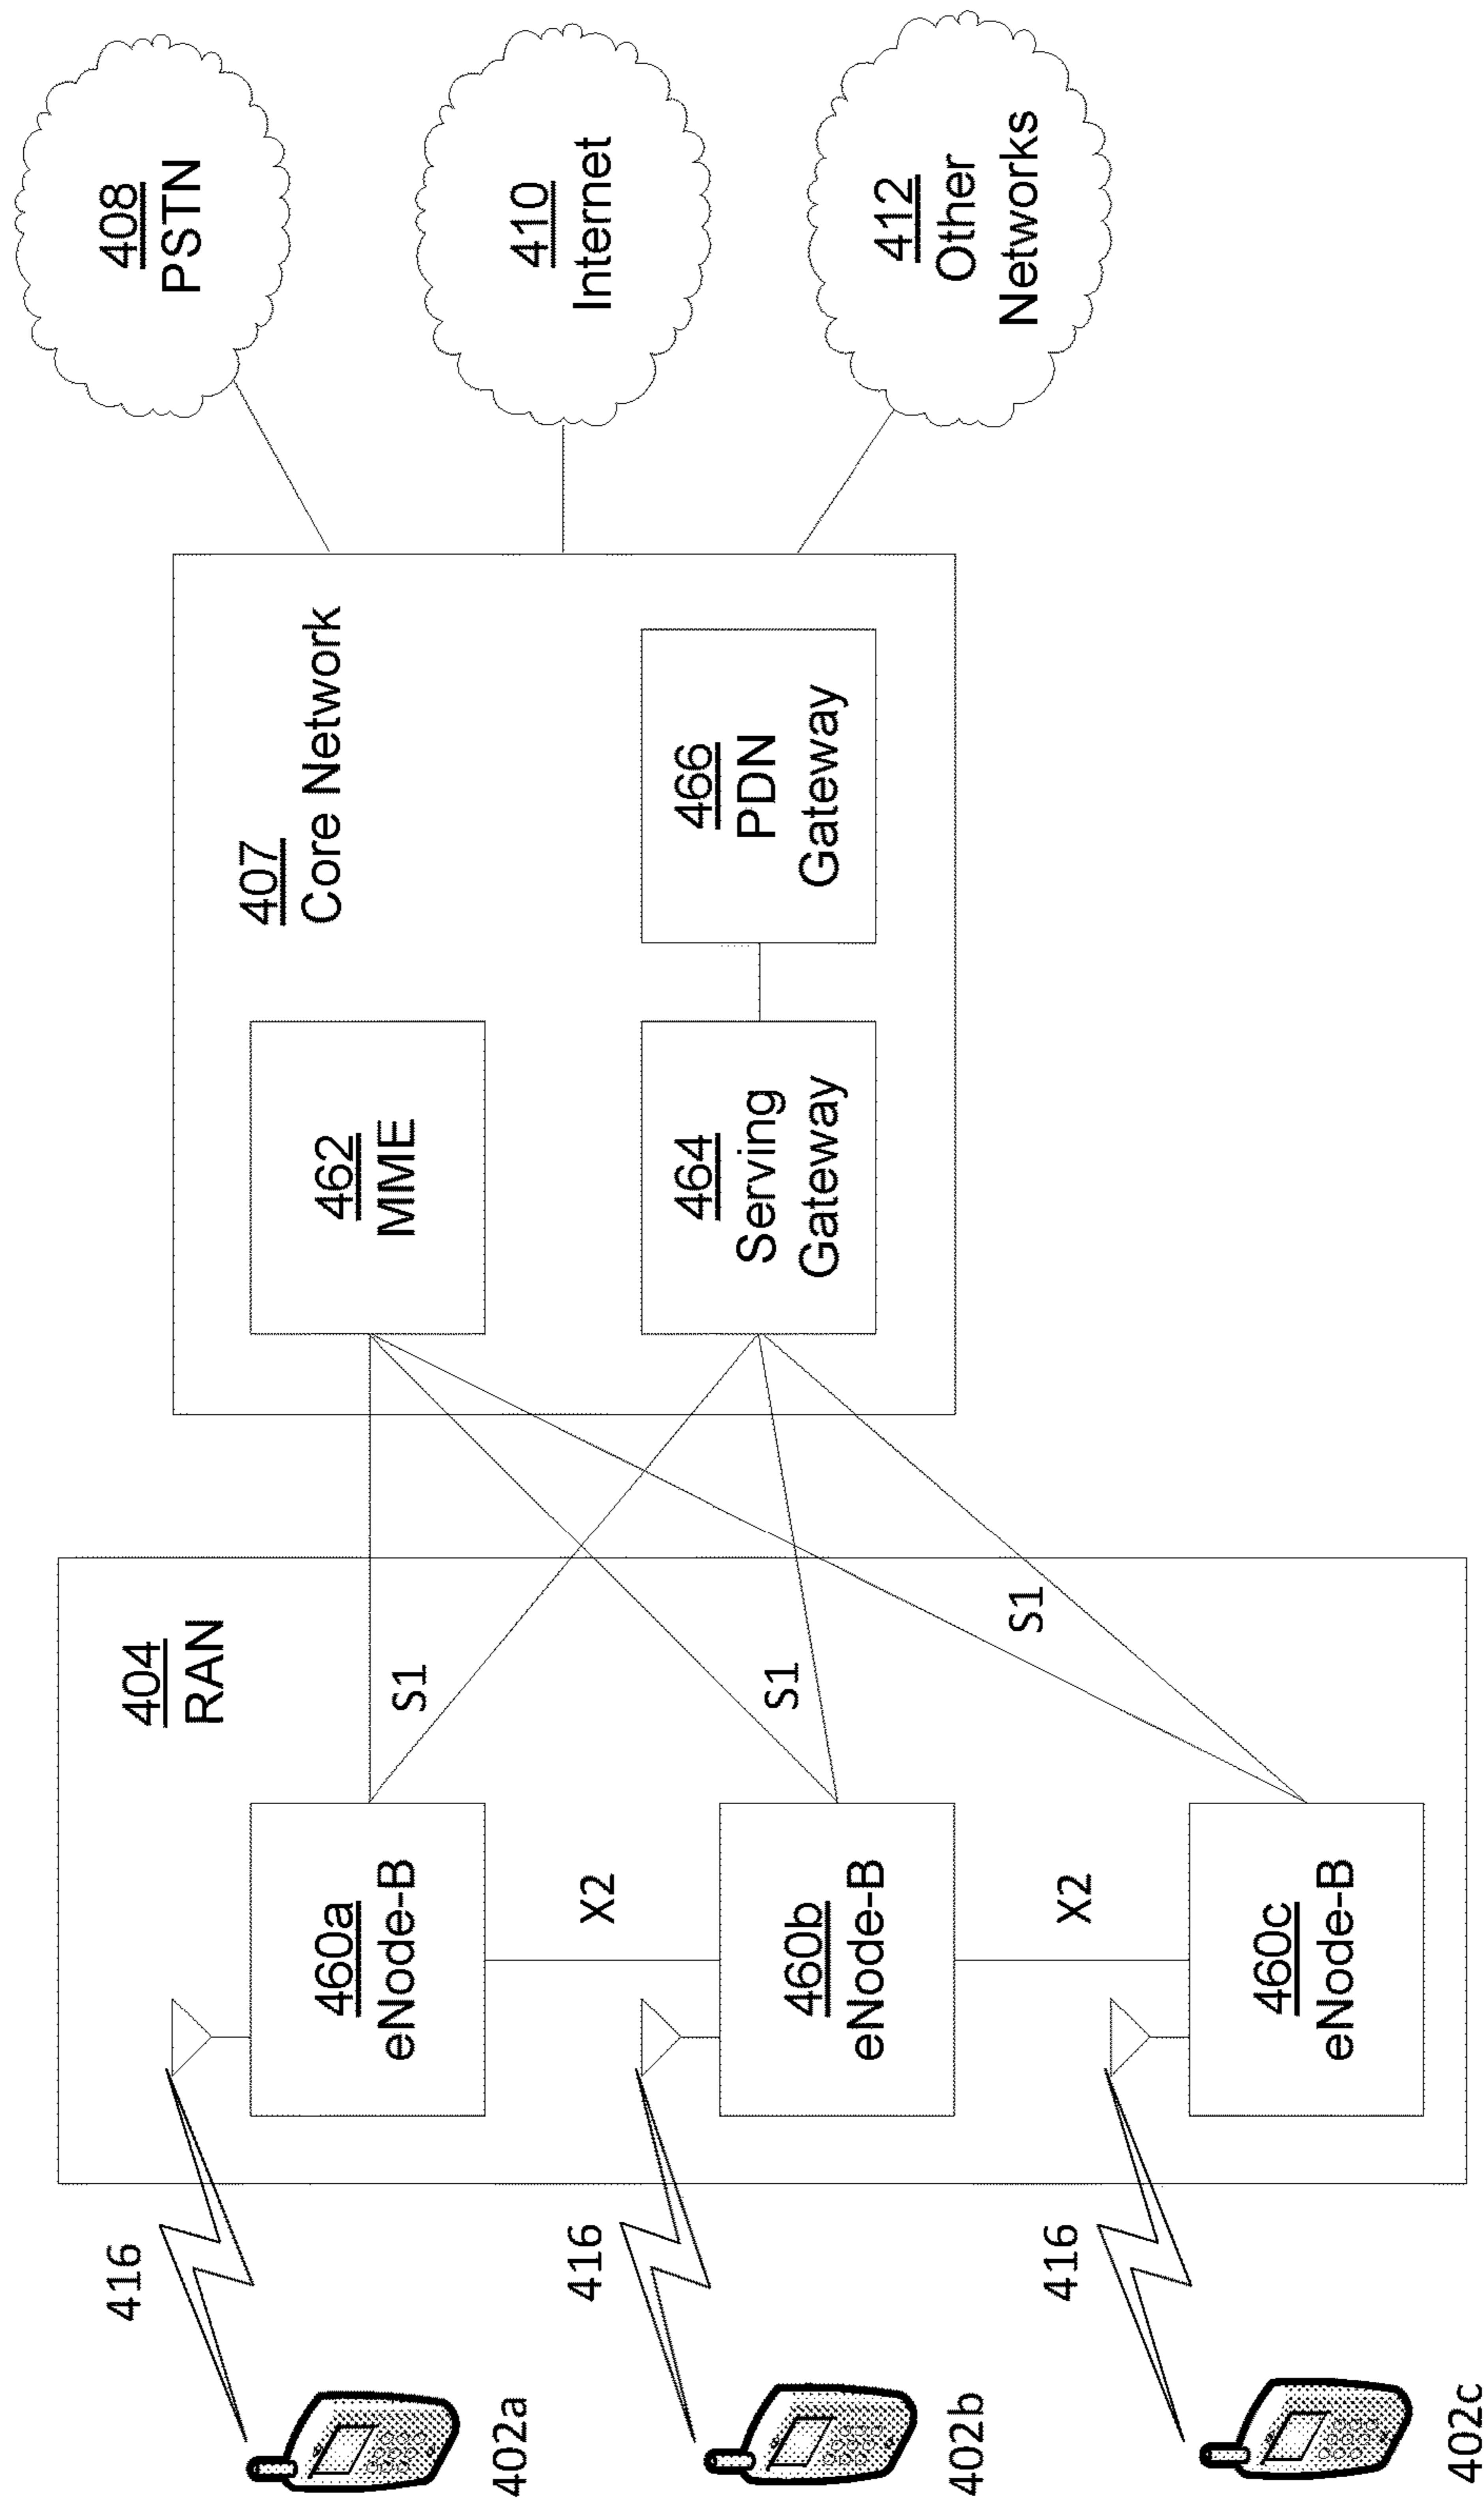 416
402a
416
402b
416
402c
404
RAN
460a
eNode-B
X2
460b
eNode-B
X2
460c
eNode-B
S1
S1
S1
407
Core Network
462
MME
464
Serving
Gateway
466
PDN
Gateway
408
PSTN
410
Internet
412
Other
Networks